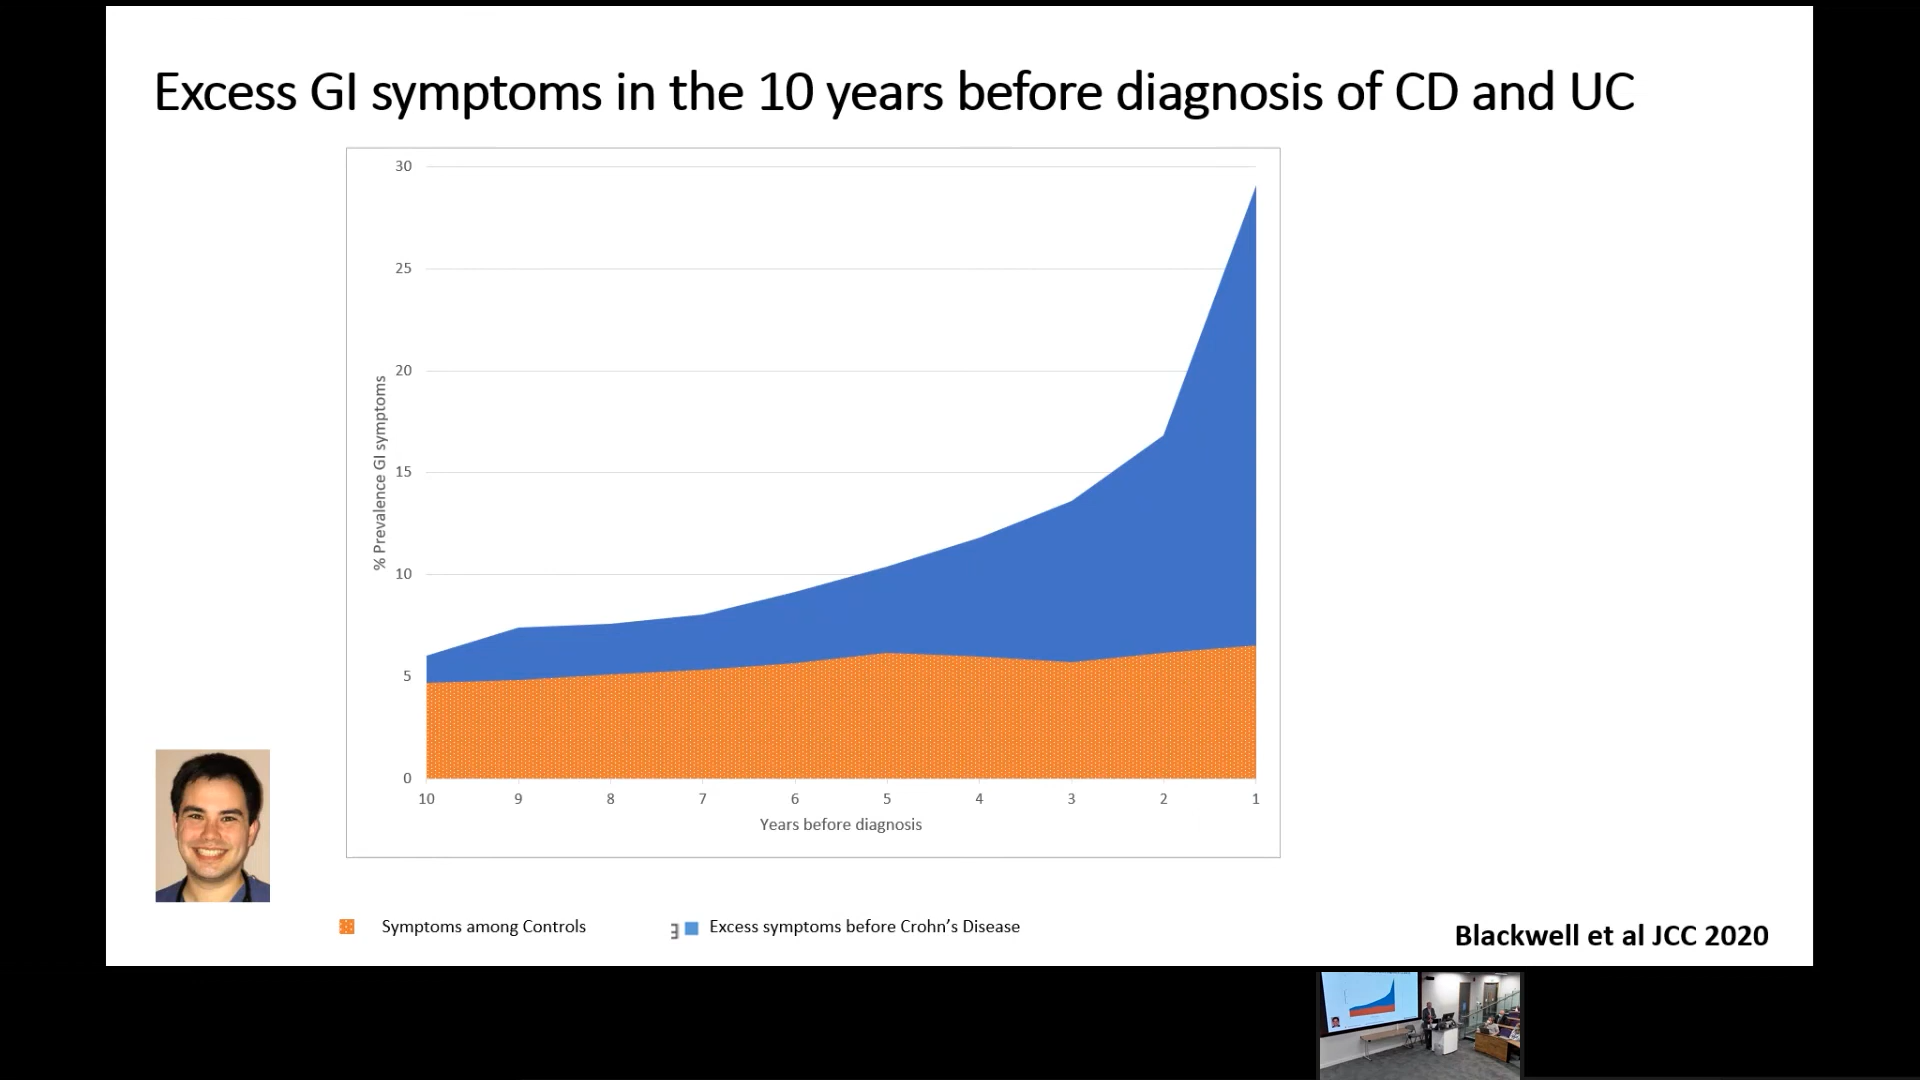 Excess GI symptoms in the 10 years before diagnosis of CD and UC
30
25
20
15
10
5
0
% Prevalence GI symptoms
10 9 8 7 6 5 4 3 2 1
Years before diagnosis
Symptoms among Controls
Excess symptoms before Crohn’s Disease
Blackwell et al JCC 2020